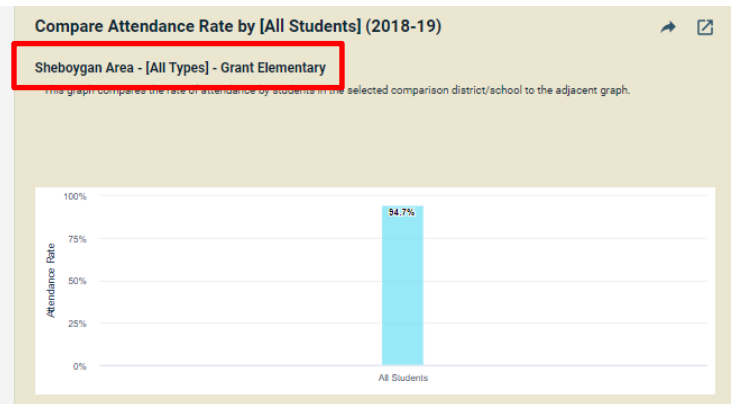 Compare Attendance Rate by [All Students] (2018-19)
Sheboygan Area - [All Types] - Grant Elementary
This graph compares the rate of attendance by students in the selected comparison district/school to the adjacent graph.
100%
94.7%
75%
50%
25%
0%
Attendance Rate
All Students